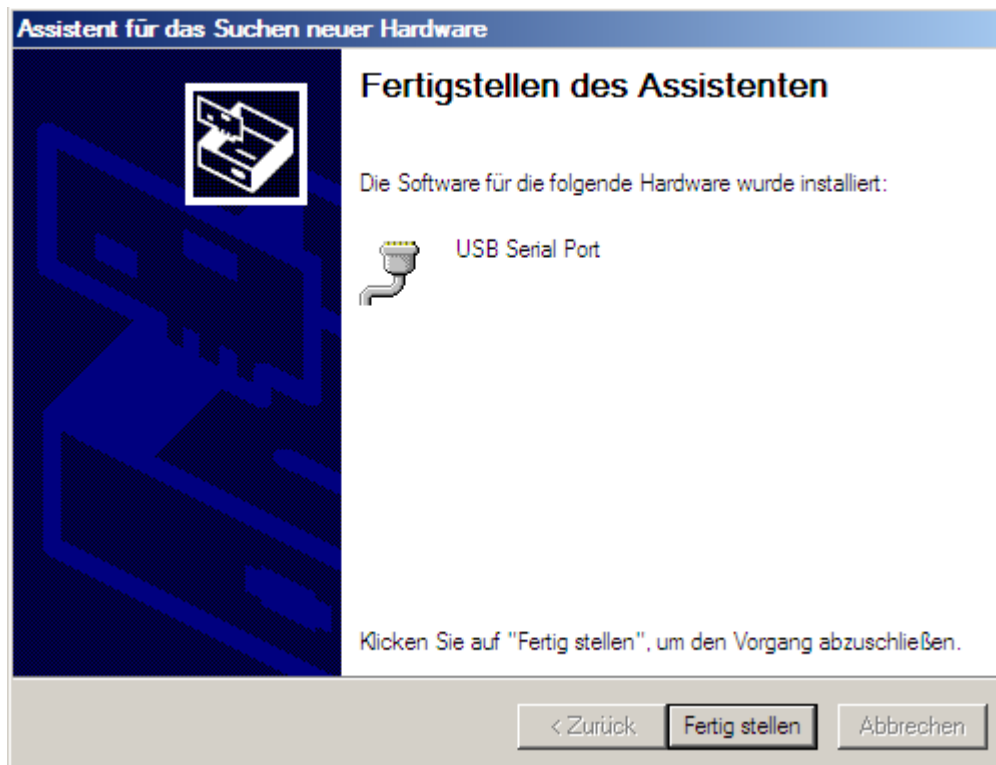 Assistent für das Suchen neuer Hardware
Fertigstellen des Assistenten
Die Software für die folgende Hardware wurde installiert:
USB Serial Port
Klicken Sie auf "Fertig stellen", um den Vorgang abzuschließen.
< Zurück Fertig stellen Abbrechen